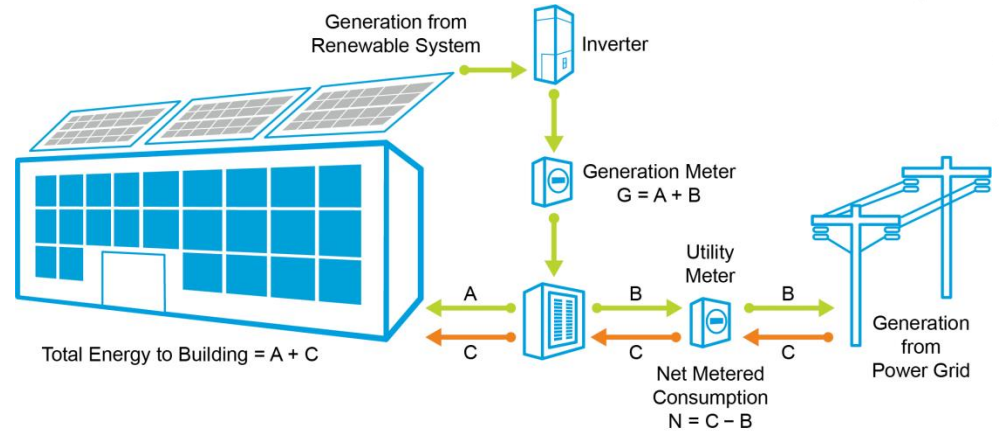 Generation from
Renewable System
Inverter
Generation Meter
G = A + B
Utility
Meter
A
B
B
C
C
C
Total Energy to Building = A + C
Net Metered
Consumption
N = C − B
Generation
from
Power Grid